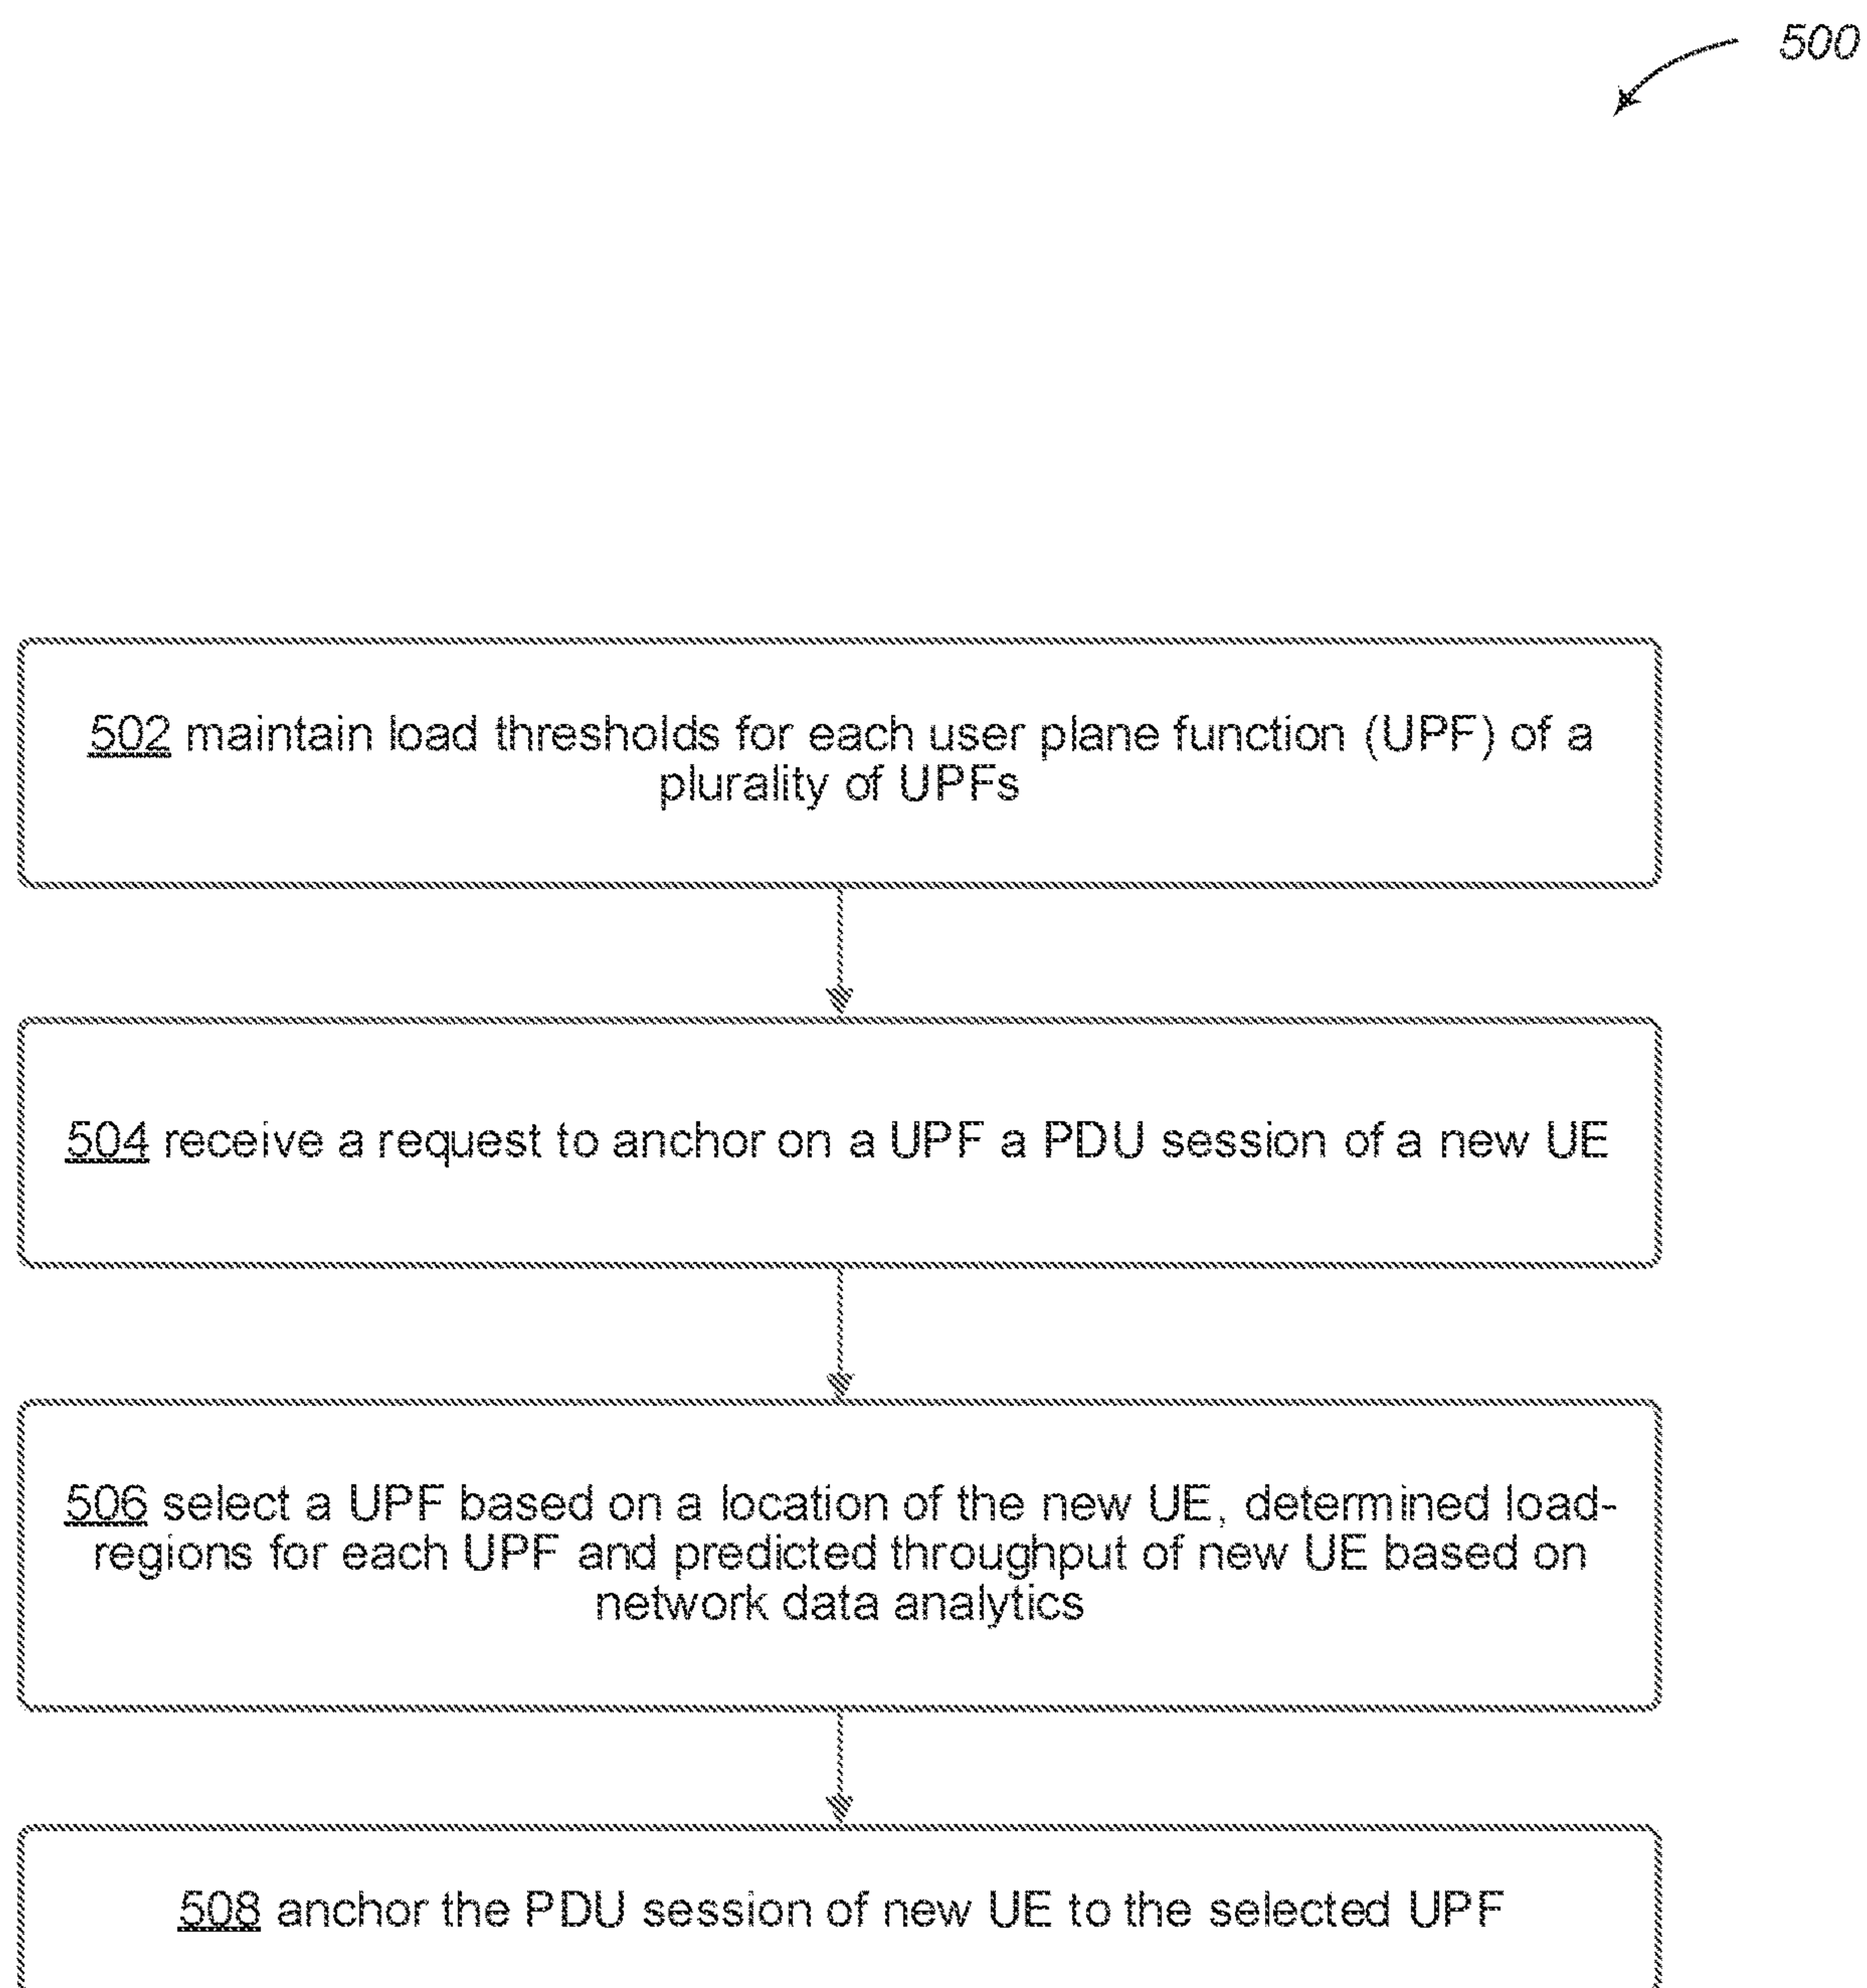 500
502 maintain load thresholds for each user plane function (UPF) of a
plurality of UPFs
504 receive a request to anchor on a UPF a PDU session of a new UE
506 select a UPF based on a location of the new UE, determined load-
regions for each UPF and predicted throughput of new UE based on
network data analytics
508 anchor the PDU session of new UE to the selected UPF